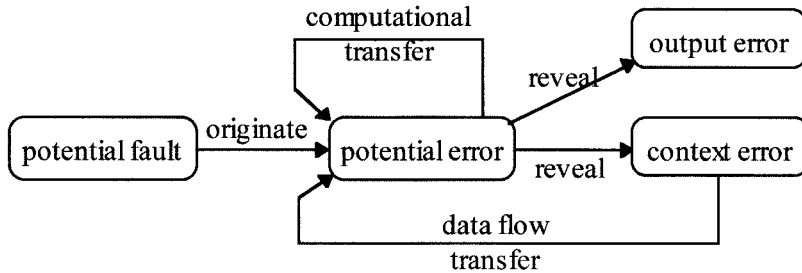 computational
transfer
output error
reveal
originate
potential fault
potential error
context error
reveal
data flow
transfer